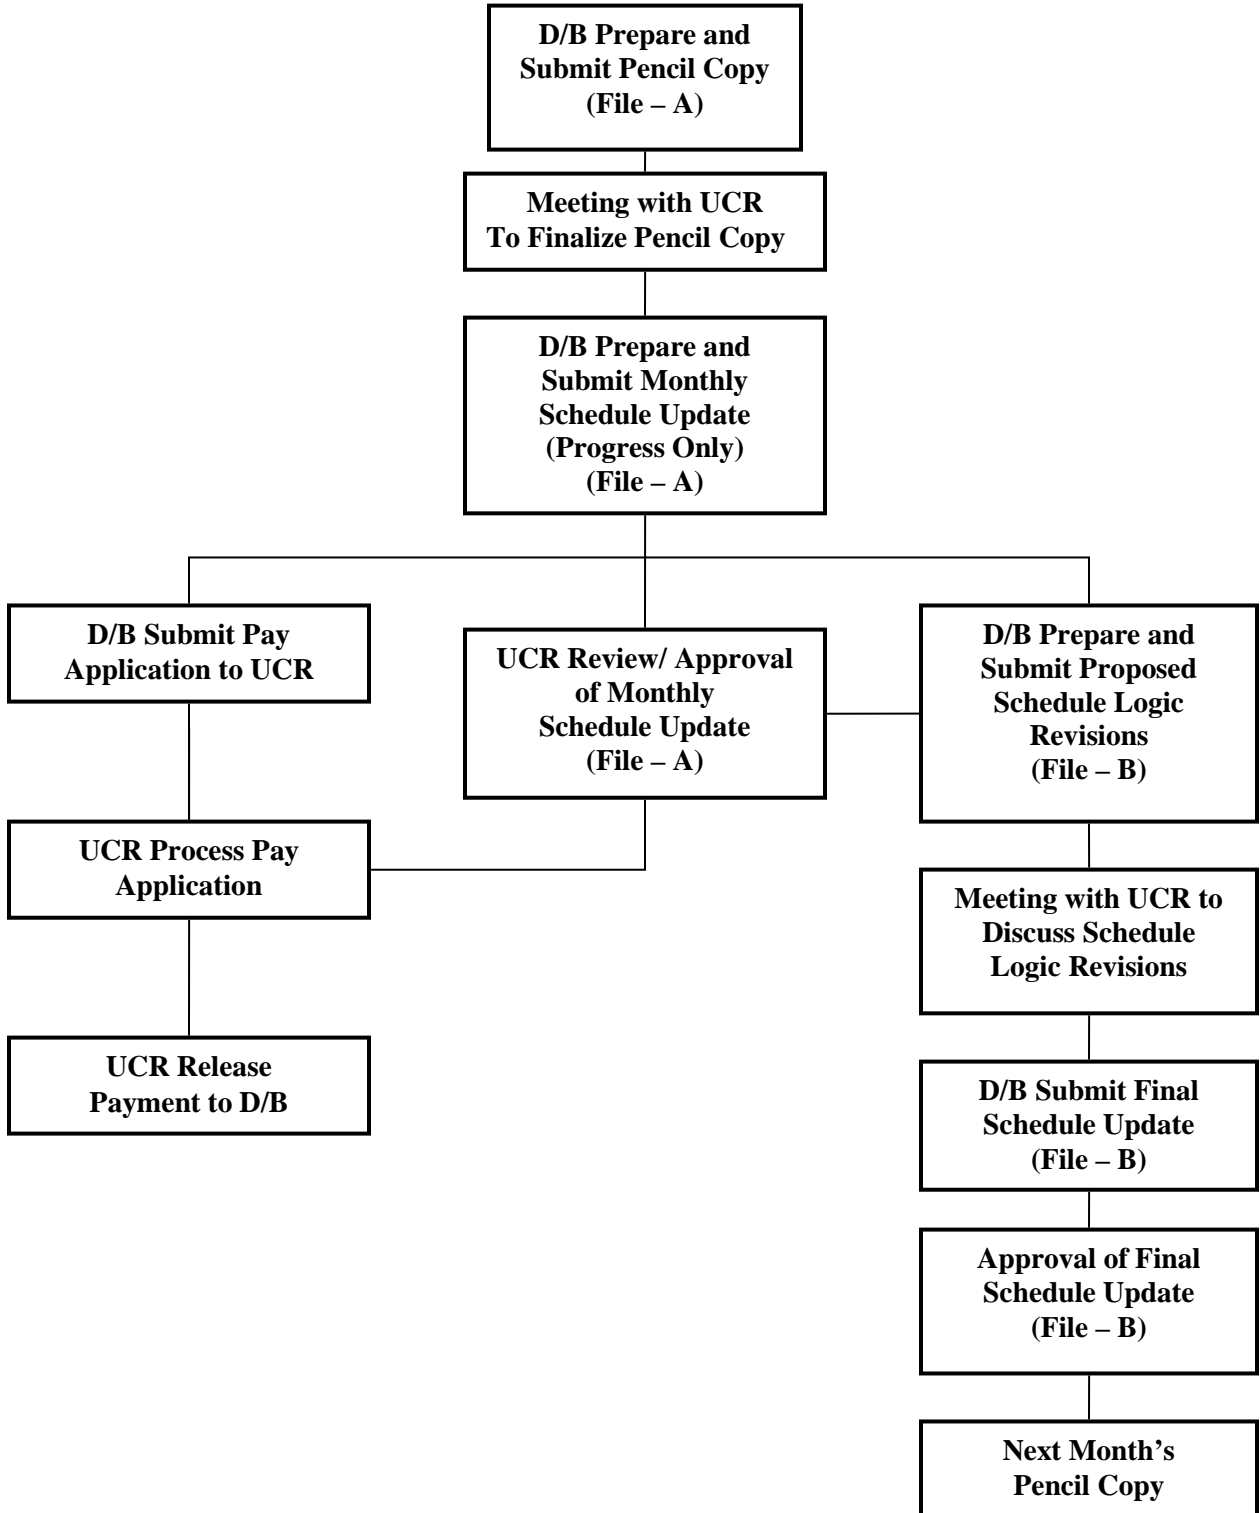 D/B Prepare and
Submit Pencil Copy
(File – A)
Meeting with UCR
To Finalize Pencil Copy
D/B Prepare and
Submit Monthly
Schedule Update
(Progress Only)
(File – A)
D/B Submit Pay
Application to UCR
UCR Review/ Approval
of Monthly
Schedule Update
(File – A)
D/B Prepare and
Submit Proposed
Schedule Logic
Revisions
(File – B)
UCR Process Pay
Application
Meeting with UCR to
Discuss Schedule
Logic Revisions
UCR Release
Payment to D/B
D/B Submit Final
Schedule Update
(File – B)
Approval of Final
Schedule Update
(File – B)
Next Month’s
Pencil Copy